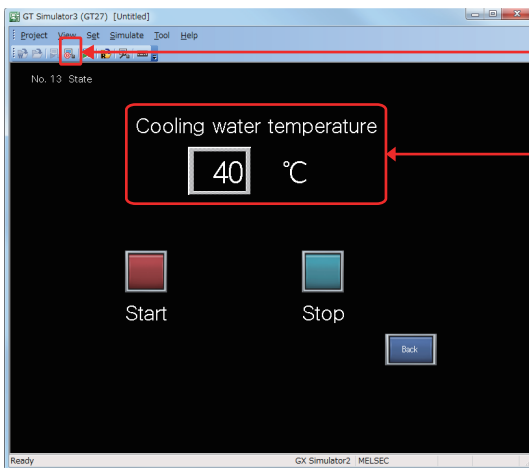 GT Simulator3 (GT27) [Untitled]
Project View Set Simulate Tool Help
No. 13 State
Cooling water temperature
40 ℃
Start Stop
Back
Ready GX Simulator2 MELSEC